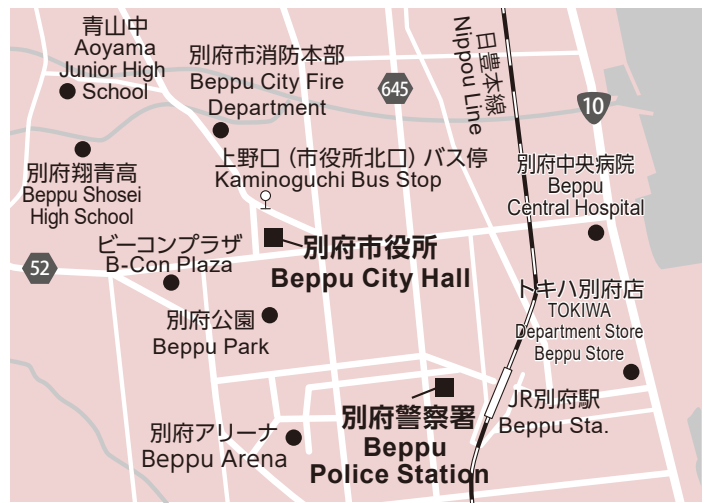 青山中
Aoyama
Junior High
School
別府市消防本部
Beppu City Fire
Department
645
日豊本線
Nippou Line
10
別府翔青高
Beppu Shosei
High School
上野口（市役所北口）バス停
Kaminoguchi Bus Stop
別府中央病院
Beppu
Central Hospital
ビーコンプラザ
B-Con Plaza
別府市役所
Beppu City Hall
52
別府公園
Beppu Park
トキハ別府店
TOKIWA
Department Store
Beppu Store
別府アリーナ
Beppu Arena
別府警察署
Beppu
Police Station
JR別府駅
Beppu Sta.